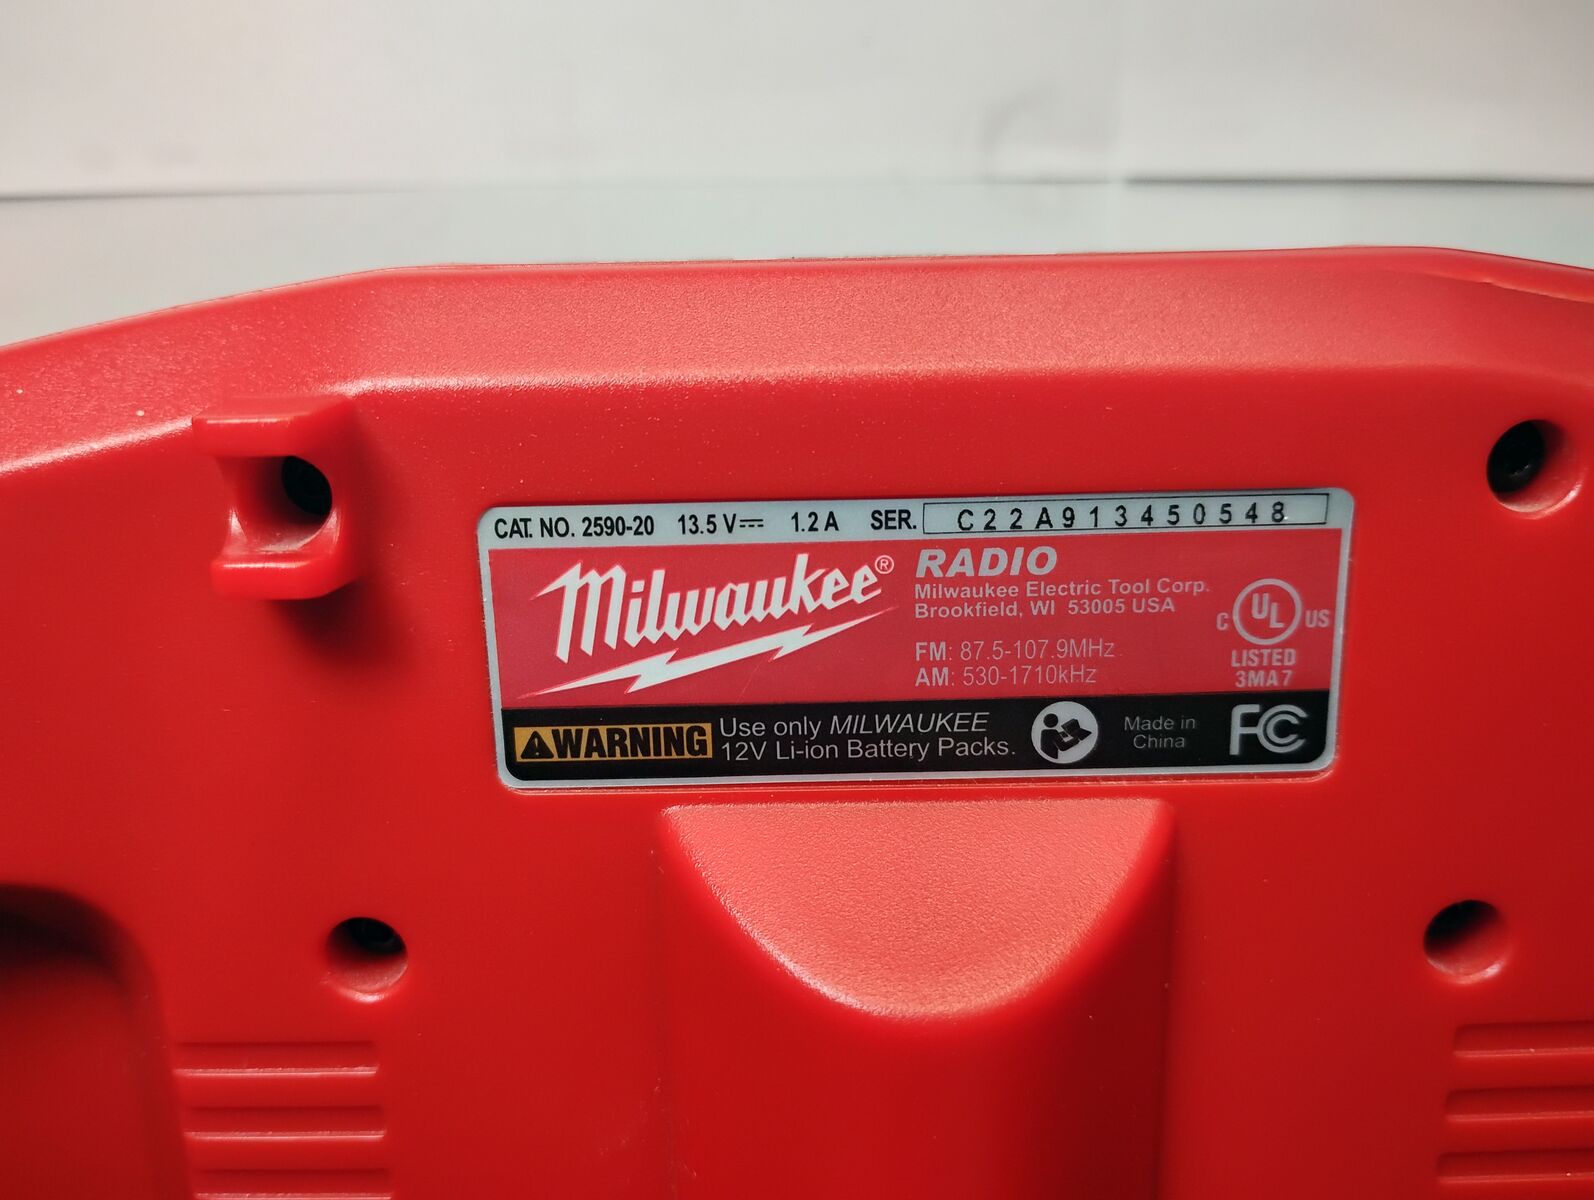 CAT. NO. 2590-20 13.5 V⎓ 1.2 A SER. C22A913450548
Milwaukee®
RADIO
Milwaukee Electric Tool Corp.
Brookfield, WI 53005 USA
FM: 87.5-107.9MHz
AM: 530-1710kHz
C UL US
LISTED
3MA7
WARNING
Use only MILWAUKEE
12V Li-ion Battery Packs.
Made in
China
FC